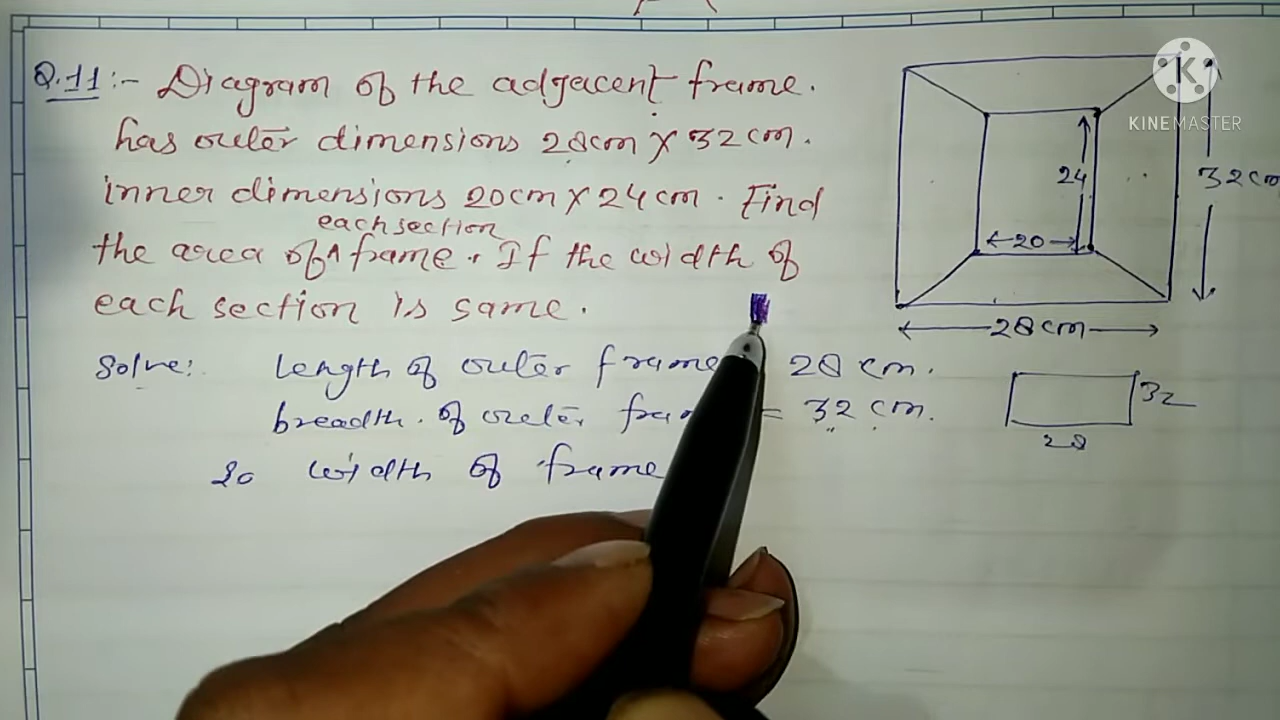 Q.11:- Diagram of the adjacent frame.
has outer dimensions 28cm × 32cm.
inner dimensions 20cm × 24cm. Find
each section
the area of ^ frame. If the width of
each section is same.
Solve: length of outer frame 28 cm.
breadth. of outer = 32 cm.
So width of frame
KINEMASTER
24
32cm
20
28cm
32
28